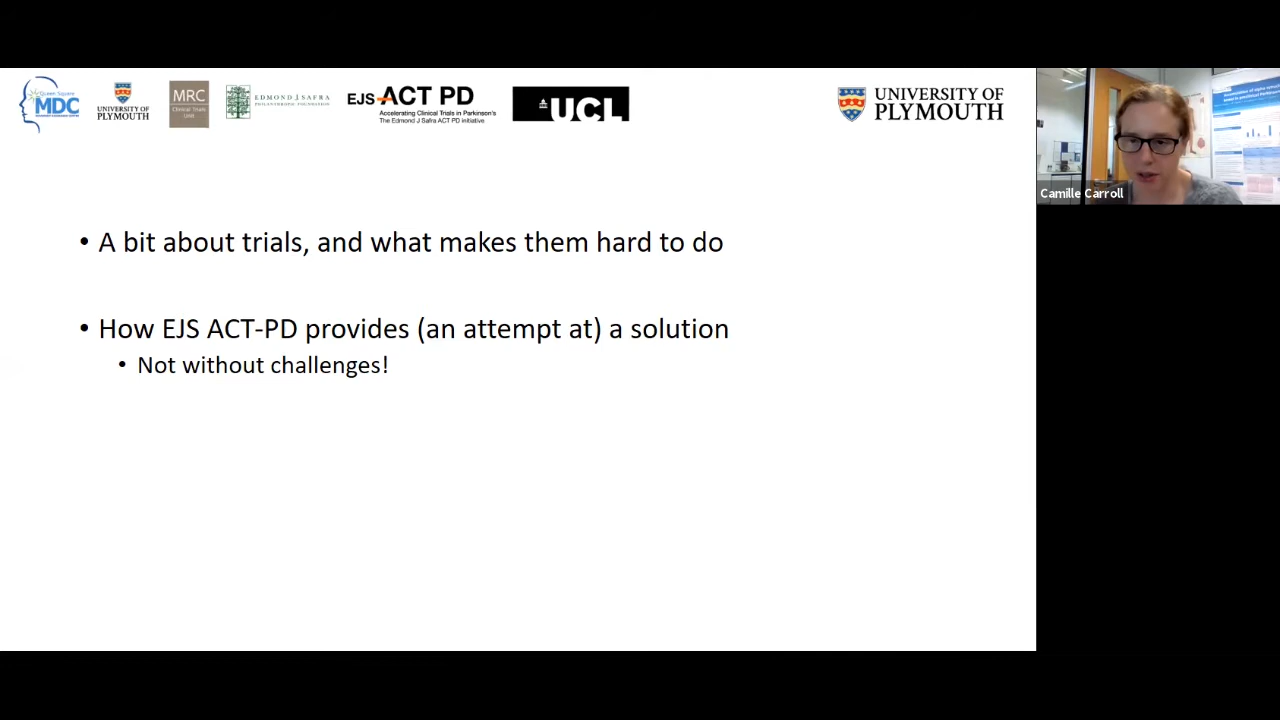 Green Square
MDC
UNIVERSITY OF
PLYMOUTH
MRC
Clinical Trials
Unit
EDMOND J SAFRA
PHILANTHROPIC FOUNDATION
EJS ACT PD
Accelerating Clinical Trials in Parkinson's
The Edmond J Safra ACT PD initiative
UCL
UNIVERSITY OF
PLYMOUTH
Camille Carroll
• A bit about trials, and what makes them hard to do
• How EJS ACT-PD provides (an attempt at) a solution
• Not without challenges!